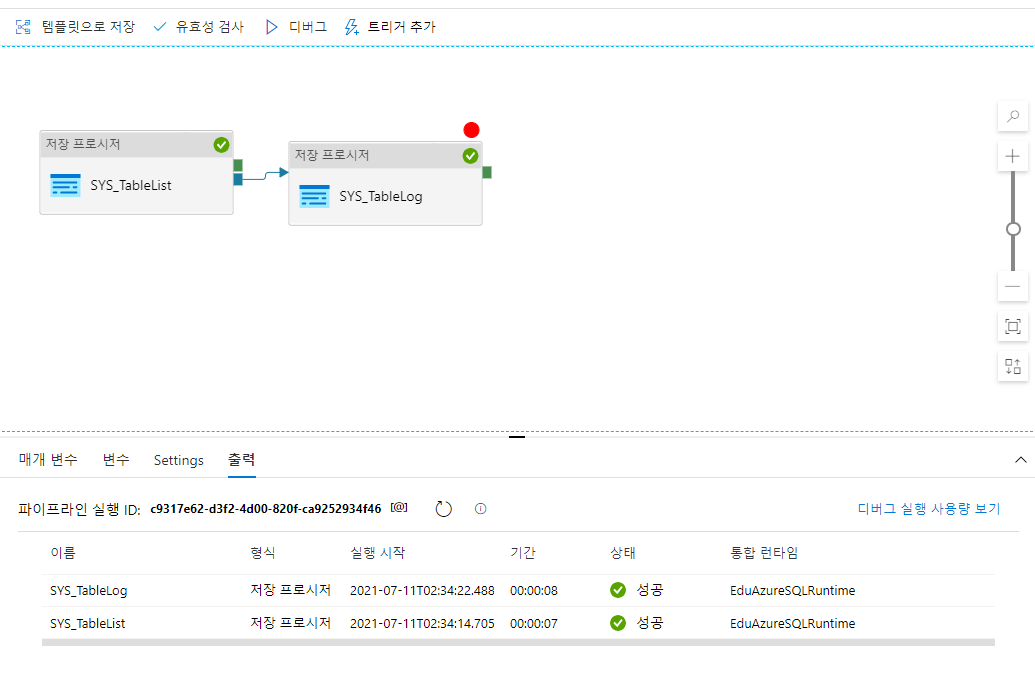 템플릿으로 저장 유효성 검사 디버그 트리거 추가
저장 프로시저
SYS_TableList
저장 프로시저
SYS_TableLog
매개 변수 변수 Settings 출력
파이프라인 실행 ID: c9317e62-d3f2-4d00-820f-ca9252934f46 [@] 디버그 실행 사용량 보기
이름 형식 실행 시작 기간 상태 통합 런타임
SYS_TableLog 저장 프로시저 2021-07-11T02:34:22.488 00:00:08 성공 EduAzureSQLRuntime
SYS_TableList 저장 프로시저 2021-07-11T02:34:14.705 00:00:07 성공 EduAzureSQLRuntime